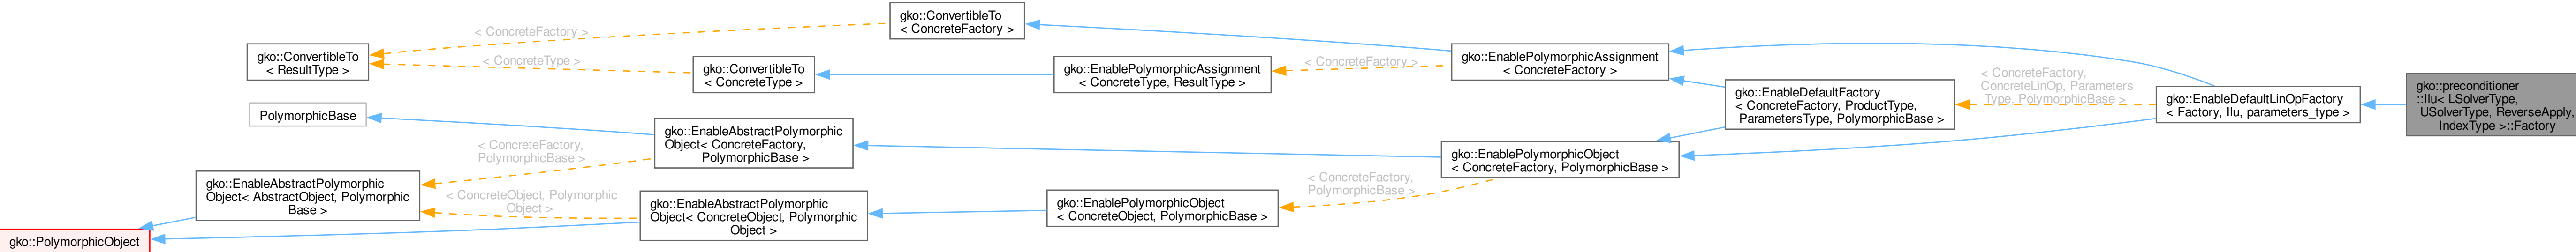 gko::ConvertibleTo
< ResultType >
< ConcreteFactory >
< ConcreteType >
gko::ConvertibleTo
< ConcreteFactory >
gko::ConvertibleTo
< ConcreteType >
gko::EnablePolymorphicAssignment
< ConcreteType, ResultType >
< ConcreteFactory >
gko::EnablePolymorphicAssignment
< ConcreteFactory >
PolymorphicBase
gko::EnableAbstractPolymorphic
Object< ConcreteFactory,
PolymorphicBase >
< ConcreteFactory,
PolymorphicBase >
gko::EnableAbstractPolymorphic
Object< AbstractObject, Polymorphic
Base >
< ConcreteObject, Polymorphic
Object >
gko::EnableAbstractPolymorphic
Object< ConcreteObject, Polymorphic
Object >
gko::PolymorphicObject
gko::EnablePolymorphicObject
< ConcreteObject, PolymorphicBase >
< ConcreteFactory,
PolymorphicBase >
gko::EnablePolymorphicObject
< ConcreteFactory, PolymorphicBase >
gko::EnableDefaultFactory
< ConcreteFactory, ProductType,
ParametersType, PolymorphicBase >
< ConcreteFactory,
ConcreteLinOp, Parameters
Type, PolymorphicBase >
gko::EnableDefaultLinOpFactory
< Factory, Ilu, parameters_type >
gko::preconditioner
::Ilu< LSolverType,
USolverType, ReverseApply,
IndexType >::Factory